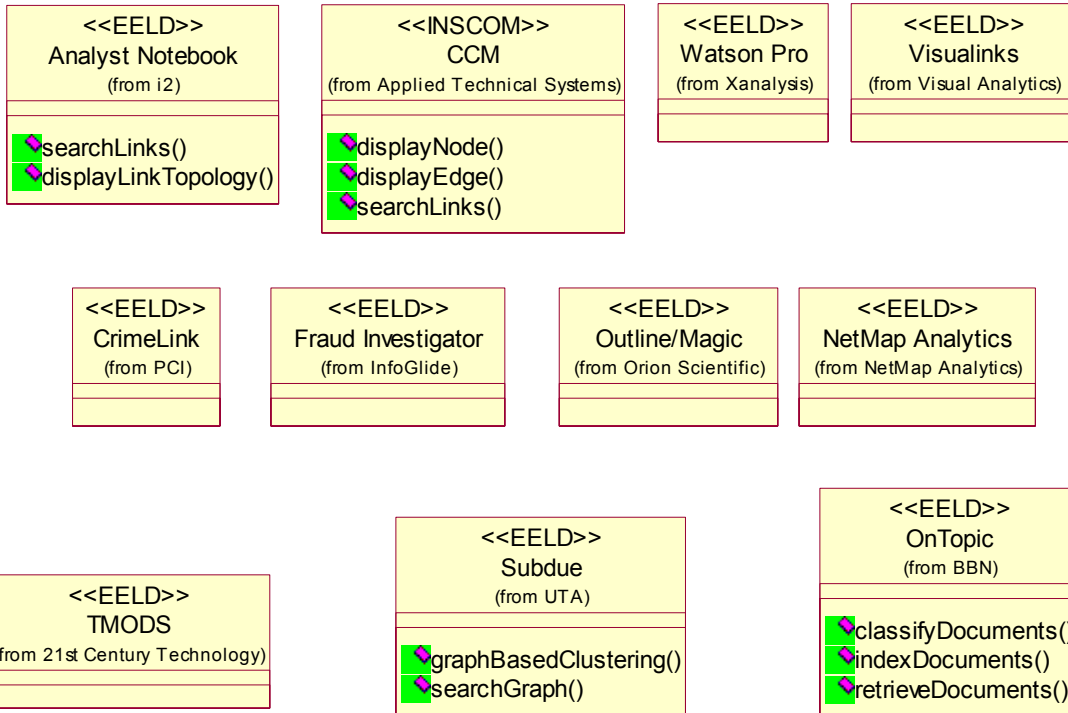 <<EELD>>
Analyst Notebook
(from i2)
searchLinks()
displayLinkTopology()
<<INSCOM>>
CCM
(from Applied Technical Systems)
displayNode()
displayEdge()
searchLinks()
<<EELD>>
Watson Pro
(from Xanalysis)
<<EELD>>
Visualinks
(from Visual Analytics)
<<EELD>>
CrimeLink
(from PCI)
<<EELD>>
Fraud Investigator
(from InfoGlide)
<<EELD>>
Outline/Magic
(from Orion Scientific)
<<EELD>>
NetMap Analytics
(from NetMap Analytics)
<<EELD>>
TMODS
from 21st Century Technology)
<<EELD>>
Subdue
(from UTA)
graphBasedClustering()
searchGraph()
<<EELD>>
OnTopic
(from BBN)
classifyDocuments()
indexDocuments()
retrieveDocuments()